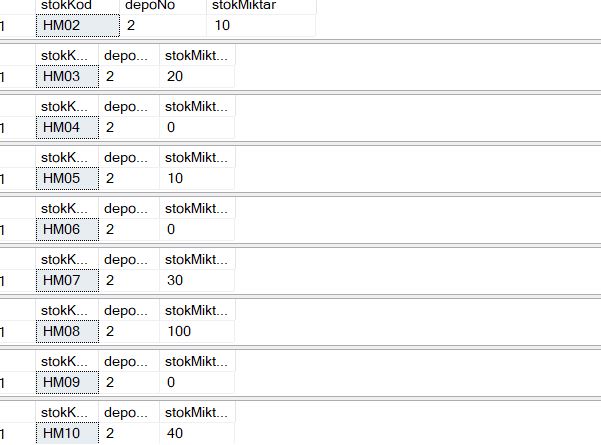 stokKod depoNo stokMiktar
1 HM02 2 10
stokK... depo... stokMikt...
1 HM03 2 20
stokK... depo... stokMikt...
1 HM04 2 0
stokK... depo... stokMikt...
1 HM05 2 10
stokK... depo... stokMikt...
1 HM06 2 0
stokK... depo... stokMikt...
1 HM07 2 30
stokK... depo... stokMikt...
1 HM08 2 100
stokK... depo... stokMikt...
1 HM09 2 0
stokK... depo... stokMikt...
1 HM10 2 40